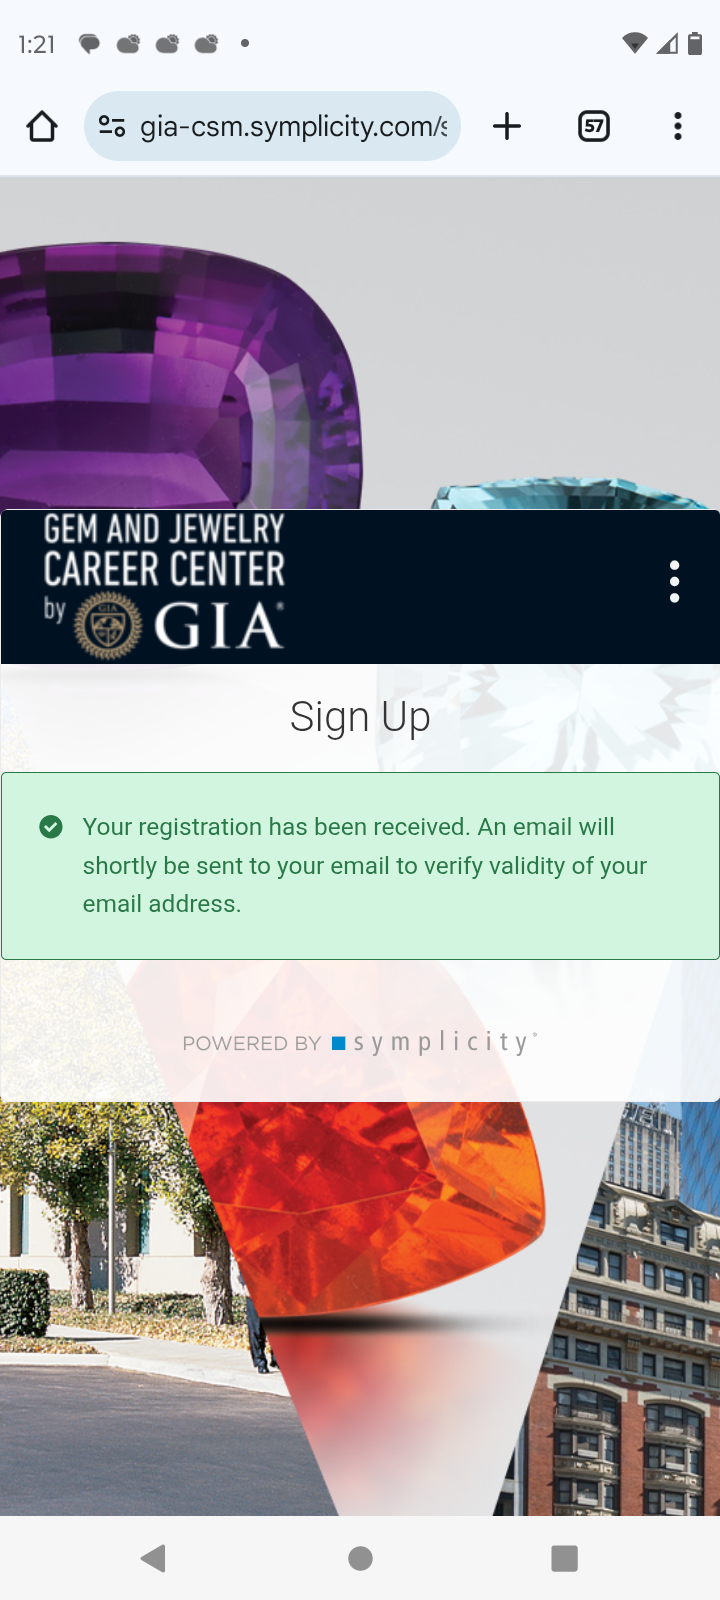 1:21
gia-csm.symplicity.com/s
57
GEM AND JEWELRY
CAREER CENTER
by GIA GIA®
Sign Up
Your registration has been received. An email will
shortly be sent to your email to verify validity of your
email address.
POWERED BY symplicity®